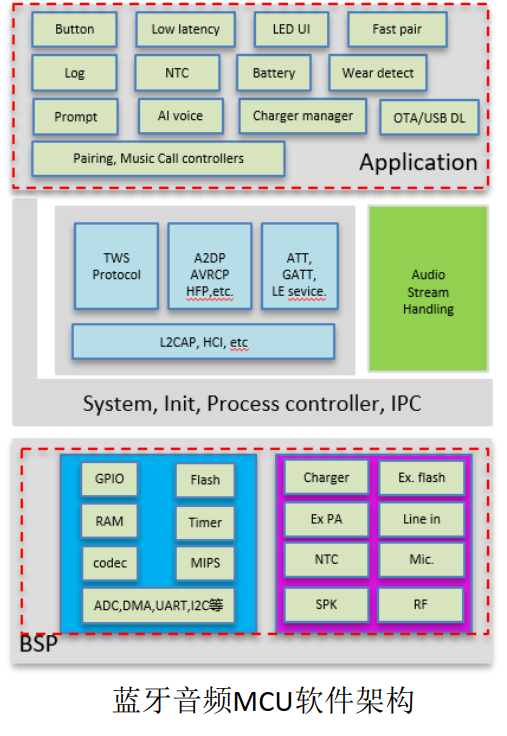 Button
Low latency
LED UI
Fast pair
Log
NTC
Battery
Wear detect
Prompt
AI voice
Charger manager
OTA/USB DL
Pairing, Music Call controllers
Application
TWS
Protocol
A2DP
AVRCP
HFP,etc.
ATT,
GATT,
LE sevice.
L2CAP, HCI, etc
Audio
Stream
Handling
System, Init, Process controller, IPC
GPIO
Flash
RAM
Timer
codec
MIPS
ADC,DMA,UART,I2C等
Charger
Ex. flash
Ex PA
Line in
NTC
Mic.
SPK
RF
BSP
蓝牙音频MCU软件架构